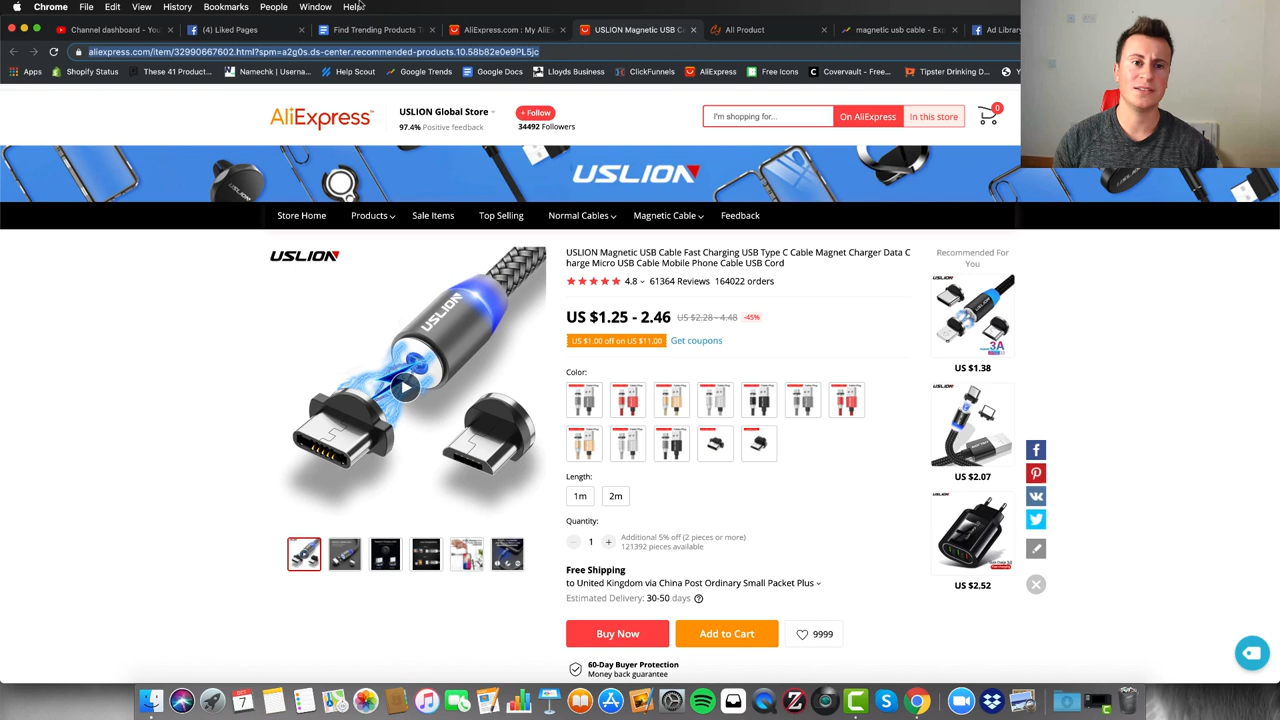 Chrome File Edit View History Bookmarks People Window Help
Channel dashboard - You (4) Liked Pages Find Trending Products T AliExpress.com : My AliE USLION Magnetic USB C All Product magnetic usb cable - Exp Ad Library
aliexpress.com/item/32990667602.html?spm=a2g0s.ds-center.recommended-products.10.58b82e0e9PL5jc
Apps Shopify Status These 41 Product... Namechk | Userna... Help Scout Google Trends Google Docs Lloyds Business ClickFunnels AliExpress Free Icons Covervault - Free... Tipster Drinking D...
AliExpress
USLION Global Store
97.4% Positive feedback
+ Follow
34492 Followers
I'm shopping for... On AliExpress In this store
0
USLION
Store Home Products Sale Items Top Selling Normal Cables Magnetic Cable Feedback
USLION
USLION
USLION Magnetic USB Cable Fast Charging USB Type C Cable Magnet Charger Data C
harge Micro USB Cable Mobile Phone Cable USB Cord
4.8 61364 Reviews 164022 orders
US $1.25 - 2.46 US $2.28 - 4.48 -45%
US $1.00 off on US $11.00 Get coupons
Color:
Length:
1m 2m
Quantity:
− 1 +
Additional 5% off (2 pieces or more)
121392 pieces available
Free Shipping
to United Kingdom via China Post Ordinary Small Packet Plus
Estimated Delivery: 30-50 days
Buy Now Add to Cart 9999
60-Day Buyer Protection
Money back guarantee
Recommended For
You
USLION
3A
US $1.38
USLION
US $2.07
USLION
US $2.52
OCT
7